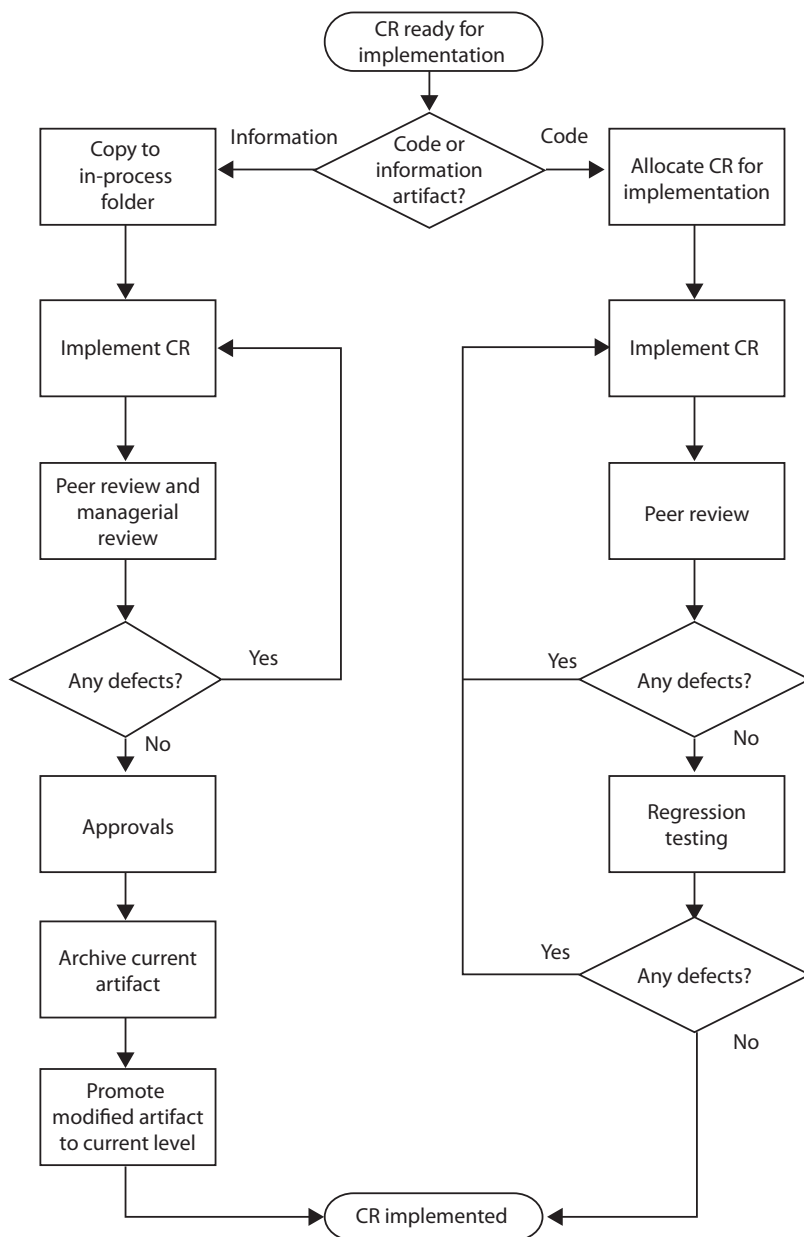 CR ready for
implementation
Information
Code or
information
artifact?
Code
Copy to
in-process
folder
Allocate CR for
implementation
Implement CR
Implement CR
Peer review and
managerial
review
Peer review
Any defects?
Yes
No
Yes
Any defects?
No
Approvals
Regression
testing
Archive current
artifact
Yes
Any defects?
No
Promote
modified artifact
to current level
CR implemented